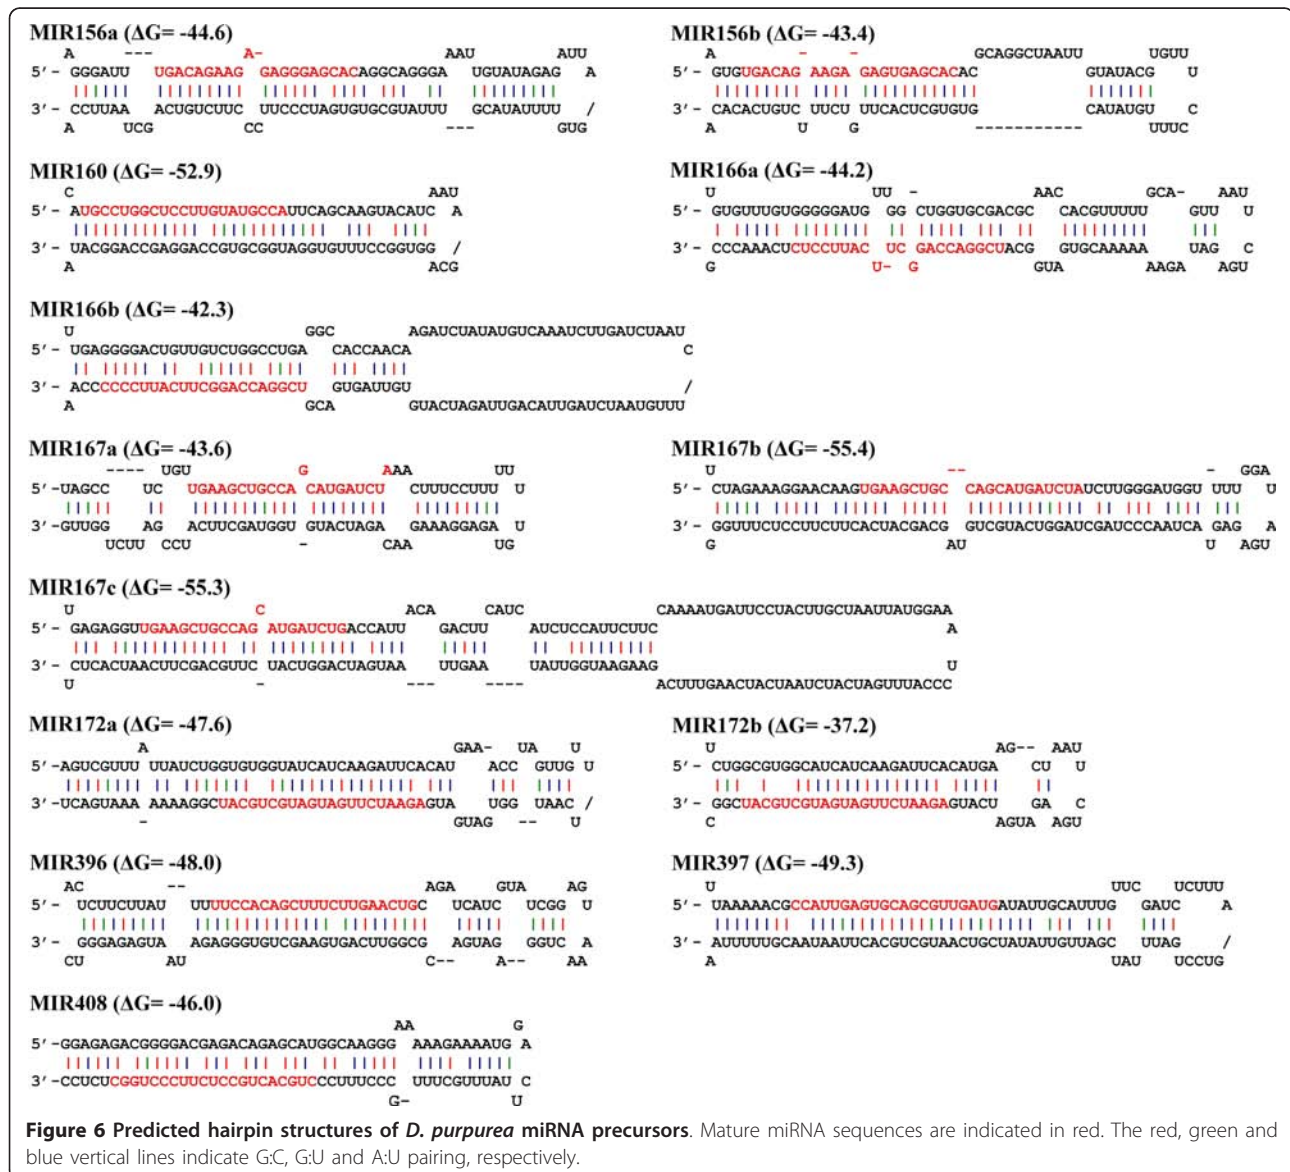 MIR156a (ΔG= -44.6)
A --- A- AAU AUU
5′- GGGAUU UGACAGAAG GAGGGAGCACAGGCAGGGA UGUAUAGAG A
3′- CCUUAA ACUGUCUUC UUCCCUAGUGUGCGUAUUU GCAUAUUUU /
A UCG CC --- GUG
MIR156b (ΔG= -43.4)
A - - GCAGGCUAAUU UGUU
5′- GUGUGACAG AAGA GAGUGAGCACAC GUAUACG U
3′- CACACUGUC UUCU UUCACUCGUGUG CAUAUGU C
A U G ----------- UUUC
MIR160 (ΔG= -52.9)
C AAU
5′- AUGCCUGGCUCCUUGUAUGCCAUUCAGCAAGUACAUC A
3′- UACGGACCGAGGACCGUGCGGUAGGUGUUUCCGGUGG /
A ACG
MIR166a (ΔG= -44.2)
U UU - AAC GCA- AAU
5′- GUGUUUGUGGGGGAUG GG CUGGUGCGACGC CACGUUUUU GUU U
3′- CCCAAACUCUCCUUAC UC GACCAGGCUACG GUGCAAAAA UAG C
G U- G GUA AAGA AGU
MIR166b (ΔG= -42.3)
U GGC AGAUCUAUAUGUCAAAUCUUGAUCUAAU
5′- UGAGGGGACUGUUGUCUGGCCUGA CACCAACA C
3′- ACCCCCCUUACUUCGGACCAGGCU GUGAUUGU /
A GCA GUACUAGAUUGACAUUGAUCUAAUGUUU
MIR167a (ΔG= -43.6)
---- UGU G AAA UU
5′-UAGCC UC UGAAGCUGCCA CAUGAUCU CUUUCCUUU U
3′-GUUGG AG ACUUCGAUGGU GUACUAGA GAAAGGAGA U
UCUU CCU - CAA UG
MIR167b (ΔG= -55.4)
U -- - GGA
5′- CUAGAAAGGAACAAGUGAAGCUGC CAGCAUGAUCUAUCUUGGGAUGGU UUU U
3′- GGUUUCUCCUUCUUCACUACGACG GUCGUACUGGAUCGAUCCCAAUCA GAG A
G AU U AGU
MIR167c (ΔG= -55.3)
U C ACA CAUC CAAAAUGAUUCCUACUUGCUAAUUAUGGAA
5′- GAGAGGUUGAAGCUGCCAG AUGAUCUGACCAUU GACUU AUCUCCAUUCUUC A
3′- CUCACUAACUUCGACGUUC UACUGGACUAGUAA UUGAA UAUUGGUAAGAAG U
U - --- ---- ACUUUGAACUACUAAUCUACUAGUUUACCC
MIR172a (ΔG= -47.6)
A GAA- UA U
5′-AGUCGUUU UUAUCUGGUGUGGUAUCAUCAAGAUUCACAU ACC GUUG U
3′-UCAGUAAA AAAAGGCUACGUCGUAGUAGUUCUAAGAGUA UGG UAAC /
- GUAG -- U
MIR172b (ΔG= -37.2)
U AG-- AAU
5′- CUGGCGUGGCAUCAUCAAGAUUCACAUGA CU U
3′- GGCUACGUCGUAGUAGUUCUAAGAGUACU GA C
C AGUA AGU
MIR396 (ΔG= -48.0)
AC -- AGA GUA AG
5′- UCUUCUUAU UUUUCCACAGCUUUCUUGAACUGC UCAUC UCGG U
3′- GGGAGAGUA AGAGGGUGUCGAAGUGACUUGGCG AGUAG GGUC A
CU AU C-- A-- AA
MIR397 (ΔG= -49.3)
U UUC UCUUU
5′- UAAAAACGCCAUUGAGUGCAGCGUUGAUGAUAUUGCAUUUG GAUC A
3′- AUUUUUGCAAUAAUUCACGUCGUAACUGCUAUAUUGUUAGC UUAG /
A UAU UCCUG
MIR408 (ΔG= -46.0)
AA G
5′-GGAGAGACGGGGACGAGACAGAGCAUGGCAAGGG AAAGAAAAUG A
3′-CCUCUCGGUCCCUUCUCCGUCACGUCCCUUUCCC UUUCGUUUAU C
G- U
Figure 6 Predicted hairpin structures of D. purpurea miRNA precursors. Mature miRNA sequences are indicated in red. The red, green and
blue vertical lines indicate G:C, G:U and A:U pairing, respectively.